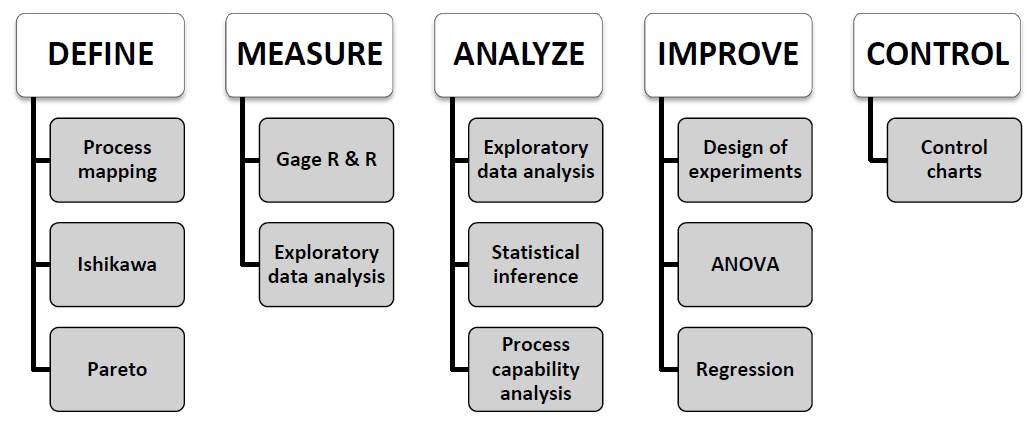 DEFINE
Process
mapping
Ishikawa
Pareto
MEASURE
Gage R & R
Exploratory
data analysis
ANALYZE
Exploratory
data analysis
Statistical
inference
Process
capability
analysis
IMPROVE
Design of
experiments
ANOVA
Regression
CONTROL
Control
charts